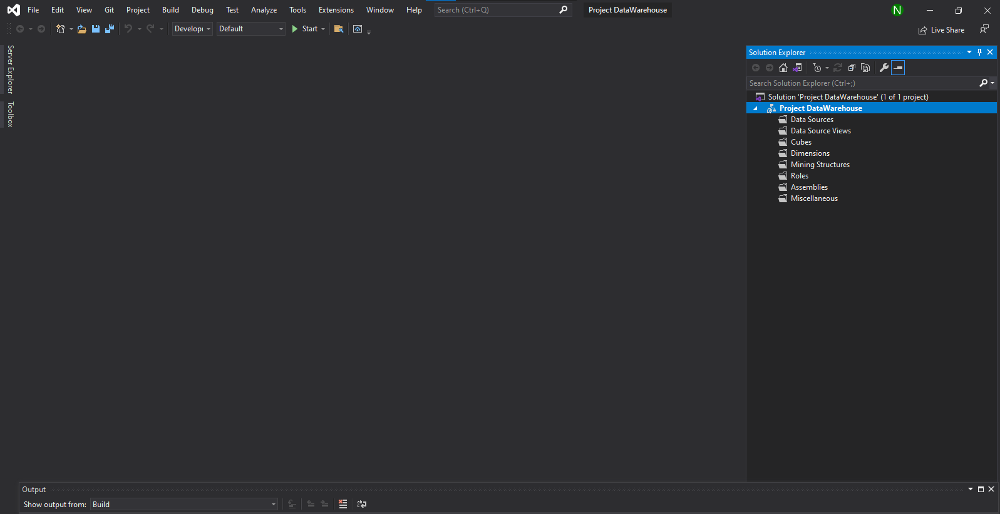 File Edit View Git Project Build Debug Test Analyze Tools Extensions Window Help Search (Ctrl+Q) Project DataWarehouse N
Developi Default Start Live Share
Server Explorer
Toolbox
Solution Explorer
Search Solution Explorer (Ctrl+;)
Solution 'Project DataWarehouse' (1 of 1 project)
Project DataWarehouse
Data Sources
Data Source Views
Cubes
Dimensions
Mining Structures
Roles
Assemblies
Miscellaneous
Output
Show output from: Build